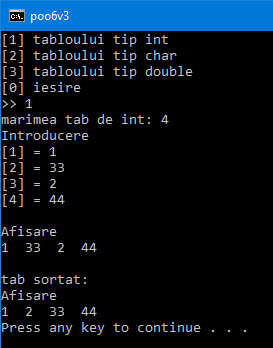 poo6v3
[1] tabloului tip int
[2] tabloului tip char
[3] tabloului tip double
[0] iesire
>> 1
marimea tab de int: 4
Introducere
[1] = 1
[2] = 33
[3] = 2
[4] = 44
Afisare
1  33  2  44
tab sortat:
Afisare
1  2  33  44
Press any key to continue . . .